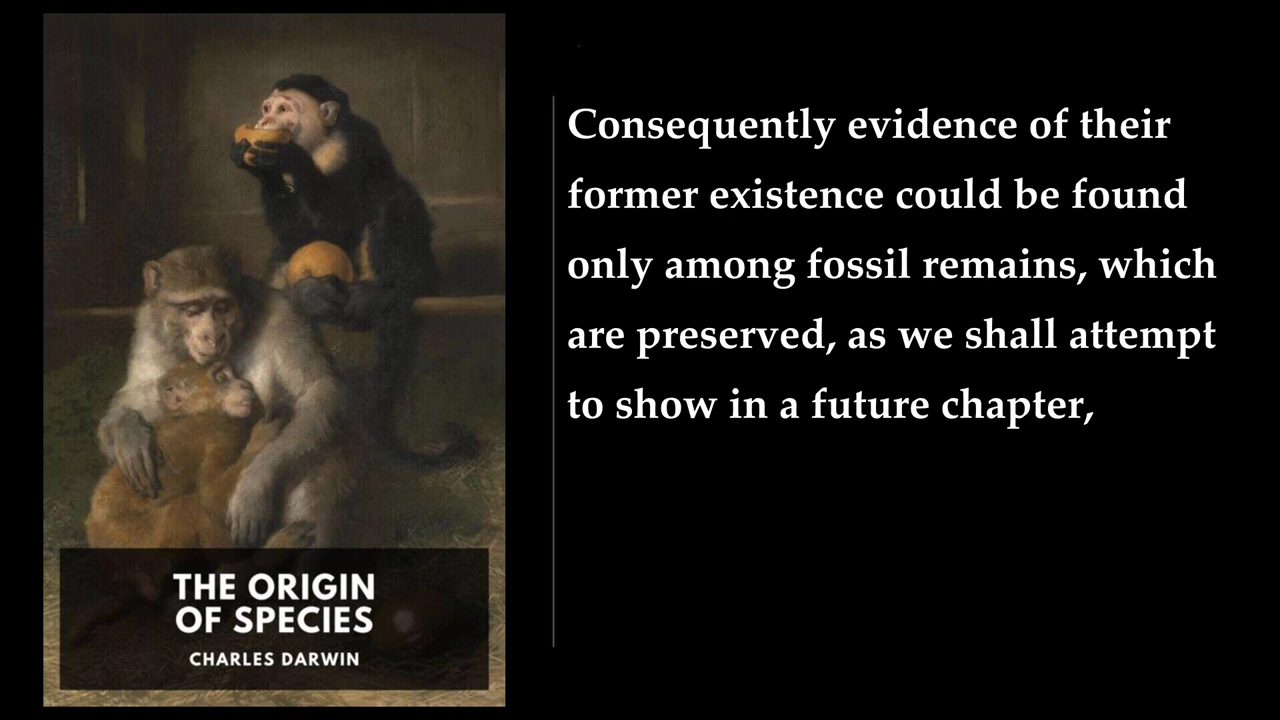 THE ORIGIN
OF SPECIES
CHARLES DARWIN
Consequently evidence of their
former existence could be found
only among fossil remains, which
are preserved, as we shall attempt
to show in a future chapter,